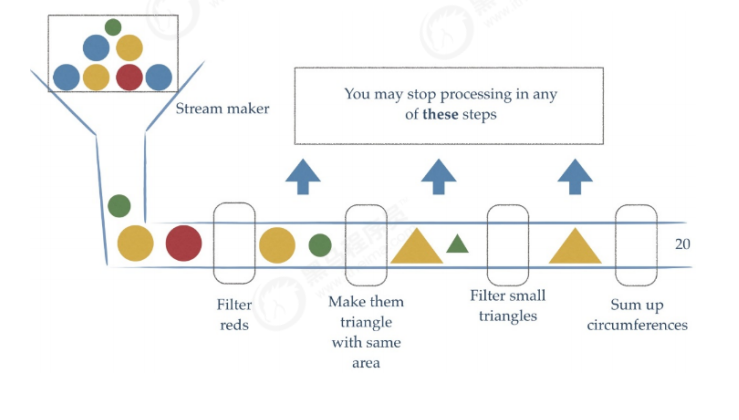 Stream maker
You may stop processing in any
of these steps
20
Filter
reds
Make them
triangle
with same
area
Filter small
triangles
Sum up
circumferences